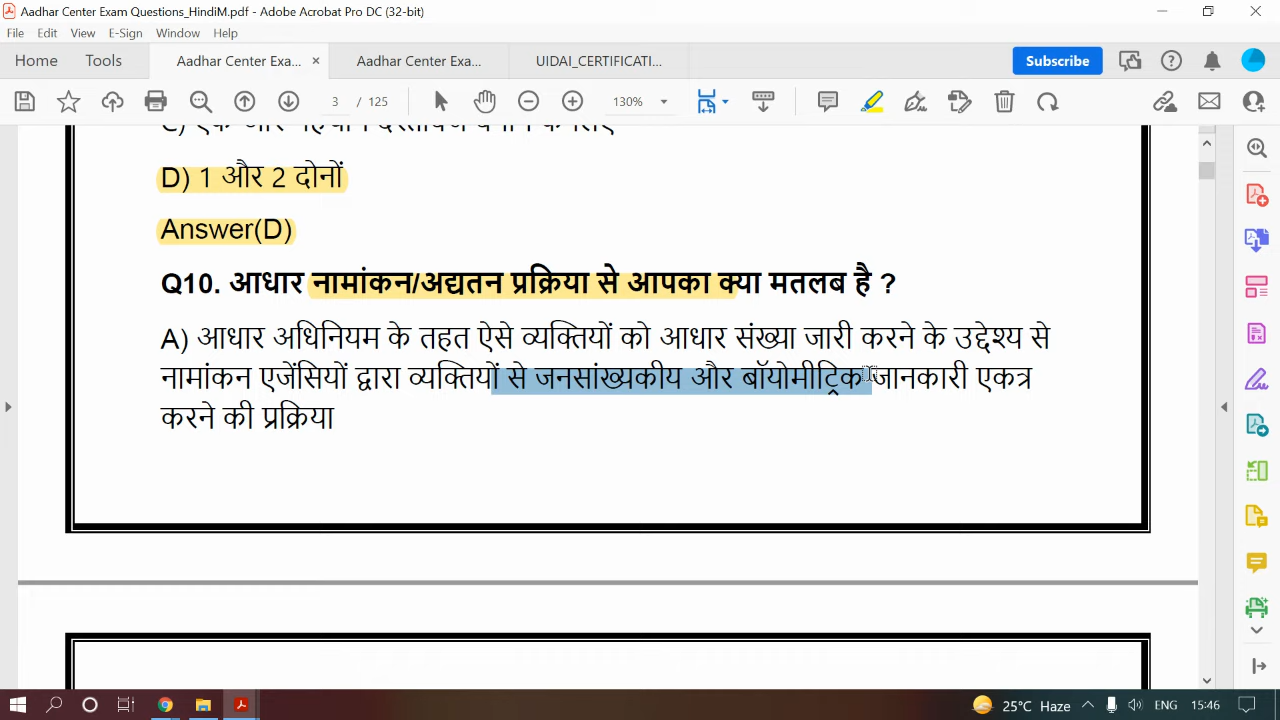 Aadhar Center Exam Questions_HindiM.pdf - Adobe Acrobat Pro DC (32-bit)
File Edit View E-Sign Window Help
Home Tools Aadhar Center Exa... × Aadhar Center Exa... UIDAI_CERTIFICATI... Subscribe
3 / 125 130%
D) 1 और 2 दोनों
Answer(D)
Q10. आधार नामांकन/अद्यतन प्रक्रिया से आपका क्या मतलब है ?
A) आधार अधिनियम के तहत ऐसे व्यक्तियों को आधार संख्या जारी करने के उद्देश्य से
नामांकन एजेंसियों द्वारा व्यक्तियों से जनसांख्यकीय और बॉयोमीट्रिक जानकारी एकत्र
करने की प्रक्रिया
25°C Haze ENG 15:46